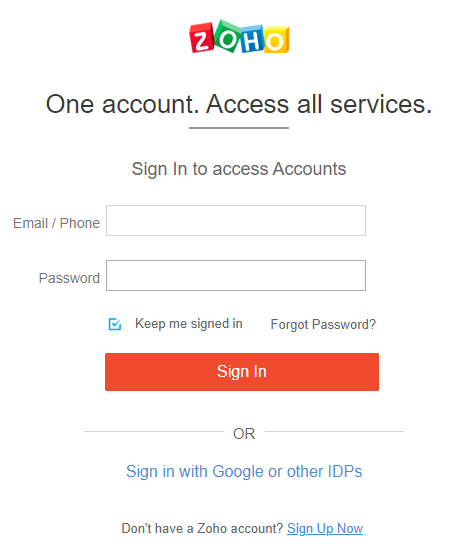 ZOHO
One account. Access all services.
Sign In to access Accounts
Email / Phone
Password
Keep me signed in Forgot Password?
Sign In
OR
Sign in with Google or other IDPs
Don't have a Zoho account? Sign Up Now